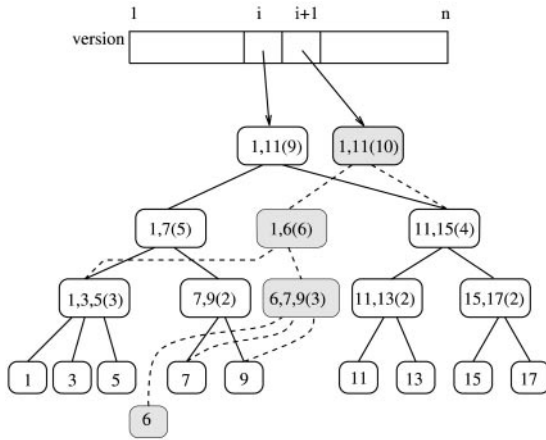 1 i i+1 n
version
1,11(9) 1,11(10)
1,7(5) 1,6(6) 11,15(4)
1,3,5(3) 7,9(2) 6,7,9(3) 11,13(2) 15,17(2)
1 3 5 7 9 11 13 15 17
6